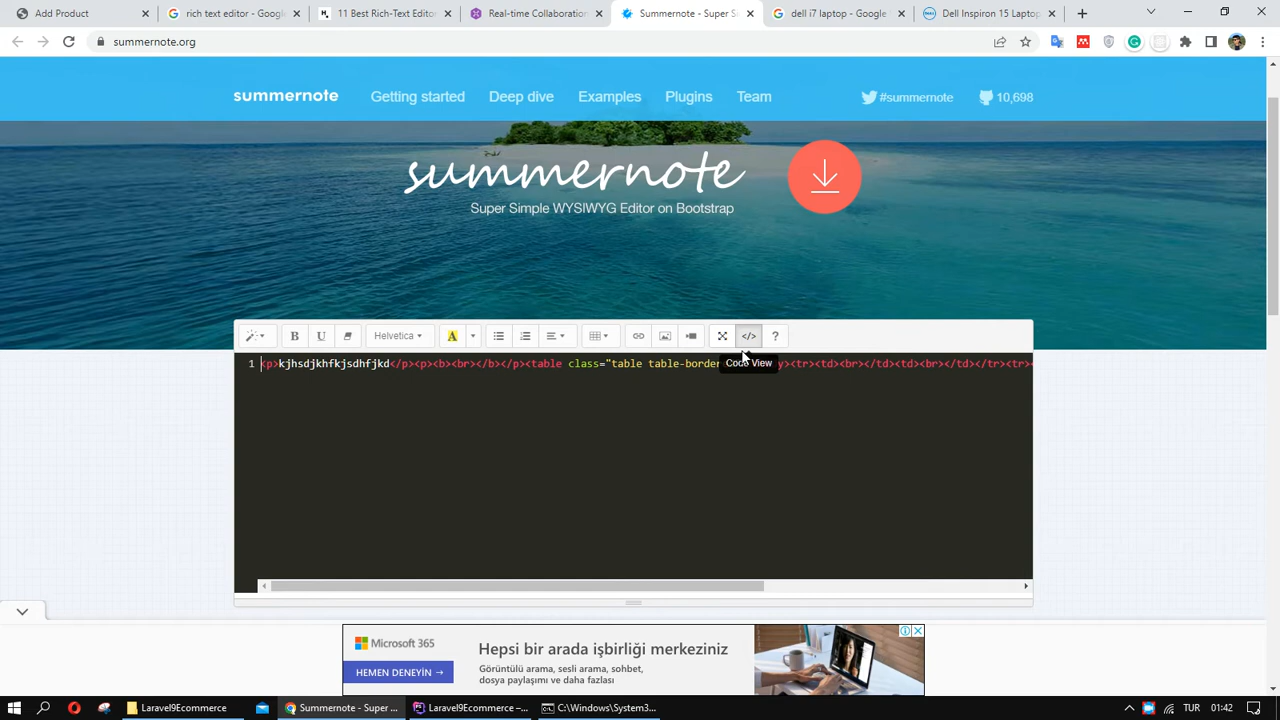 Add Product
rich text editor - Google
11 Best Rich-Text Editor
Real-time Collaboration
Summernote - Super S
dell i7 laptop - Google
Dell Inspiron 15 Laptop
summernote.org
summernote
Getting started
Deep dive
Examples
Plugins
Team
#summernote
10,698
summernote
Super Simple WYSIWYG Editor on Bootstrap
B U Helvetica A </> ?
1 <p>kjhsdjkhfkjsdhfjkd</p><p><b><br></b></p><table class="table table-border y><tr><td><br></td><td><br></td></tr><tr>
Code View
Microsoft 365
HEMEN DENEYİN →
Hepsi bir arada işbirliği merkeziniz
Görüntülü arama, sesli arama, sohbet,
dosya paylaşımı ve daha fazlası
Laravel9Ecommerce
Summernote - Super ...
Laravel9Ecommerce –...
C:\Windows\System3...
TUR
01:42